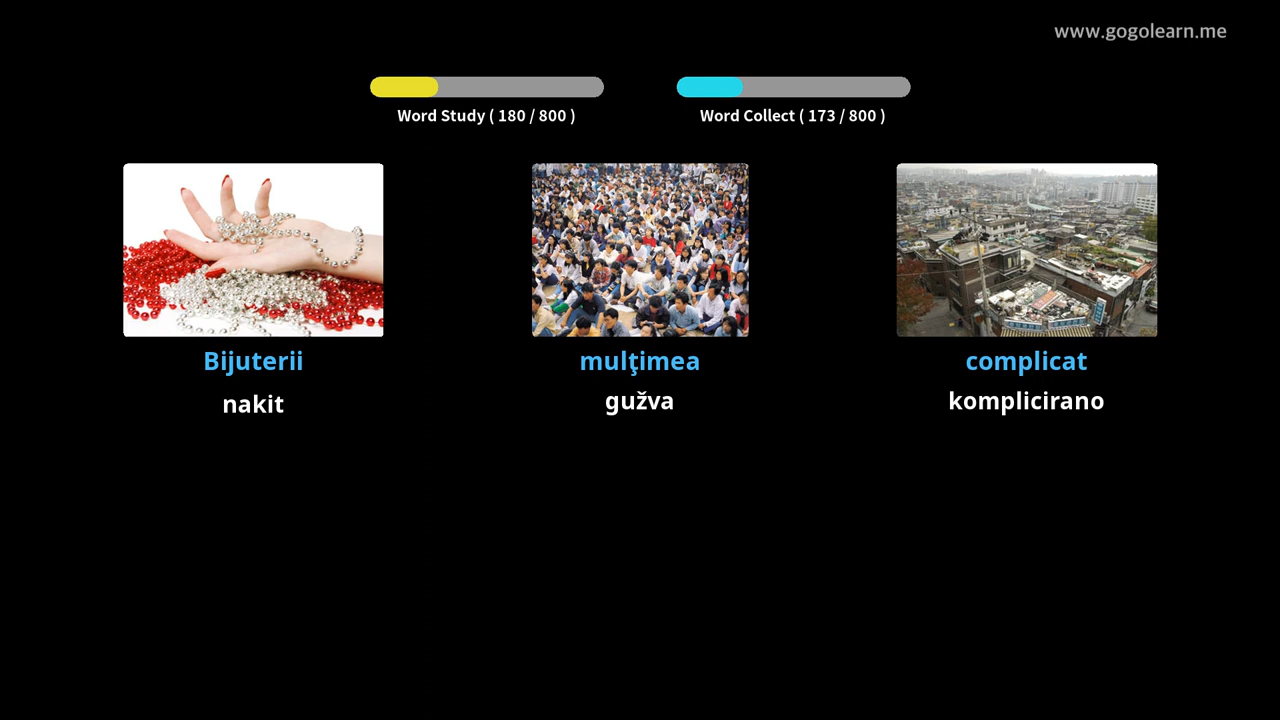 www.gogolearn.me
Word Study ( 180 / 800 )
Word Collect ( 173 / 800 )
Bijuterii
mulţimea
complicat
nakit
gužva
komplicirano